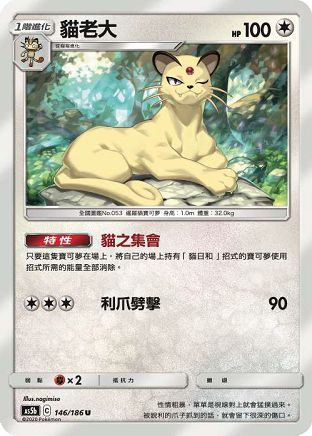 1階進化
貓老大
HP 100
從喵喵進化
全國圖鑑No.053 暹羅貓寶可夢 身高：1.0m 體重：32.0kg
特性 貓之集會
只要這隻寶可夢在場上，將自己的場上持有「貓日和」招式的寶可夢使用
招式所需的能量全部消除。
利爪劈擊 90
弱點 ×2 抵抗力 撤退
Illus.nagimiso
AS5b C 146/186 U
©2020 Pokémon
性情粗暴，單單是視線對上就會猛撲過來。
被銳利的爪子抓到的話，就會留下很深的傷口。